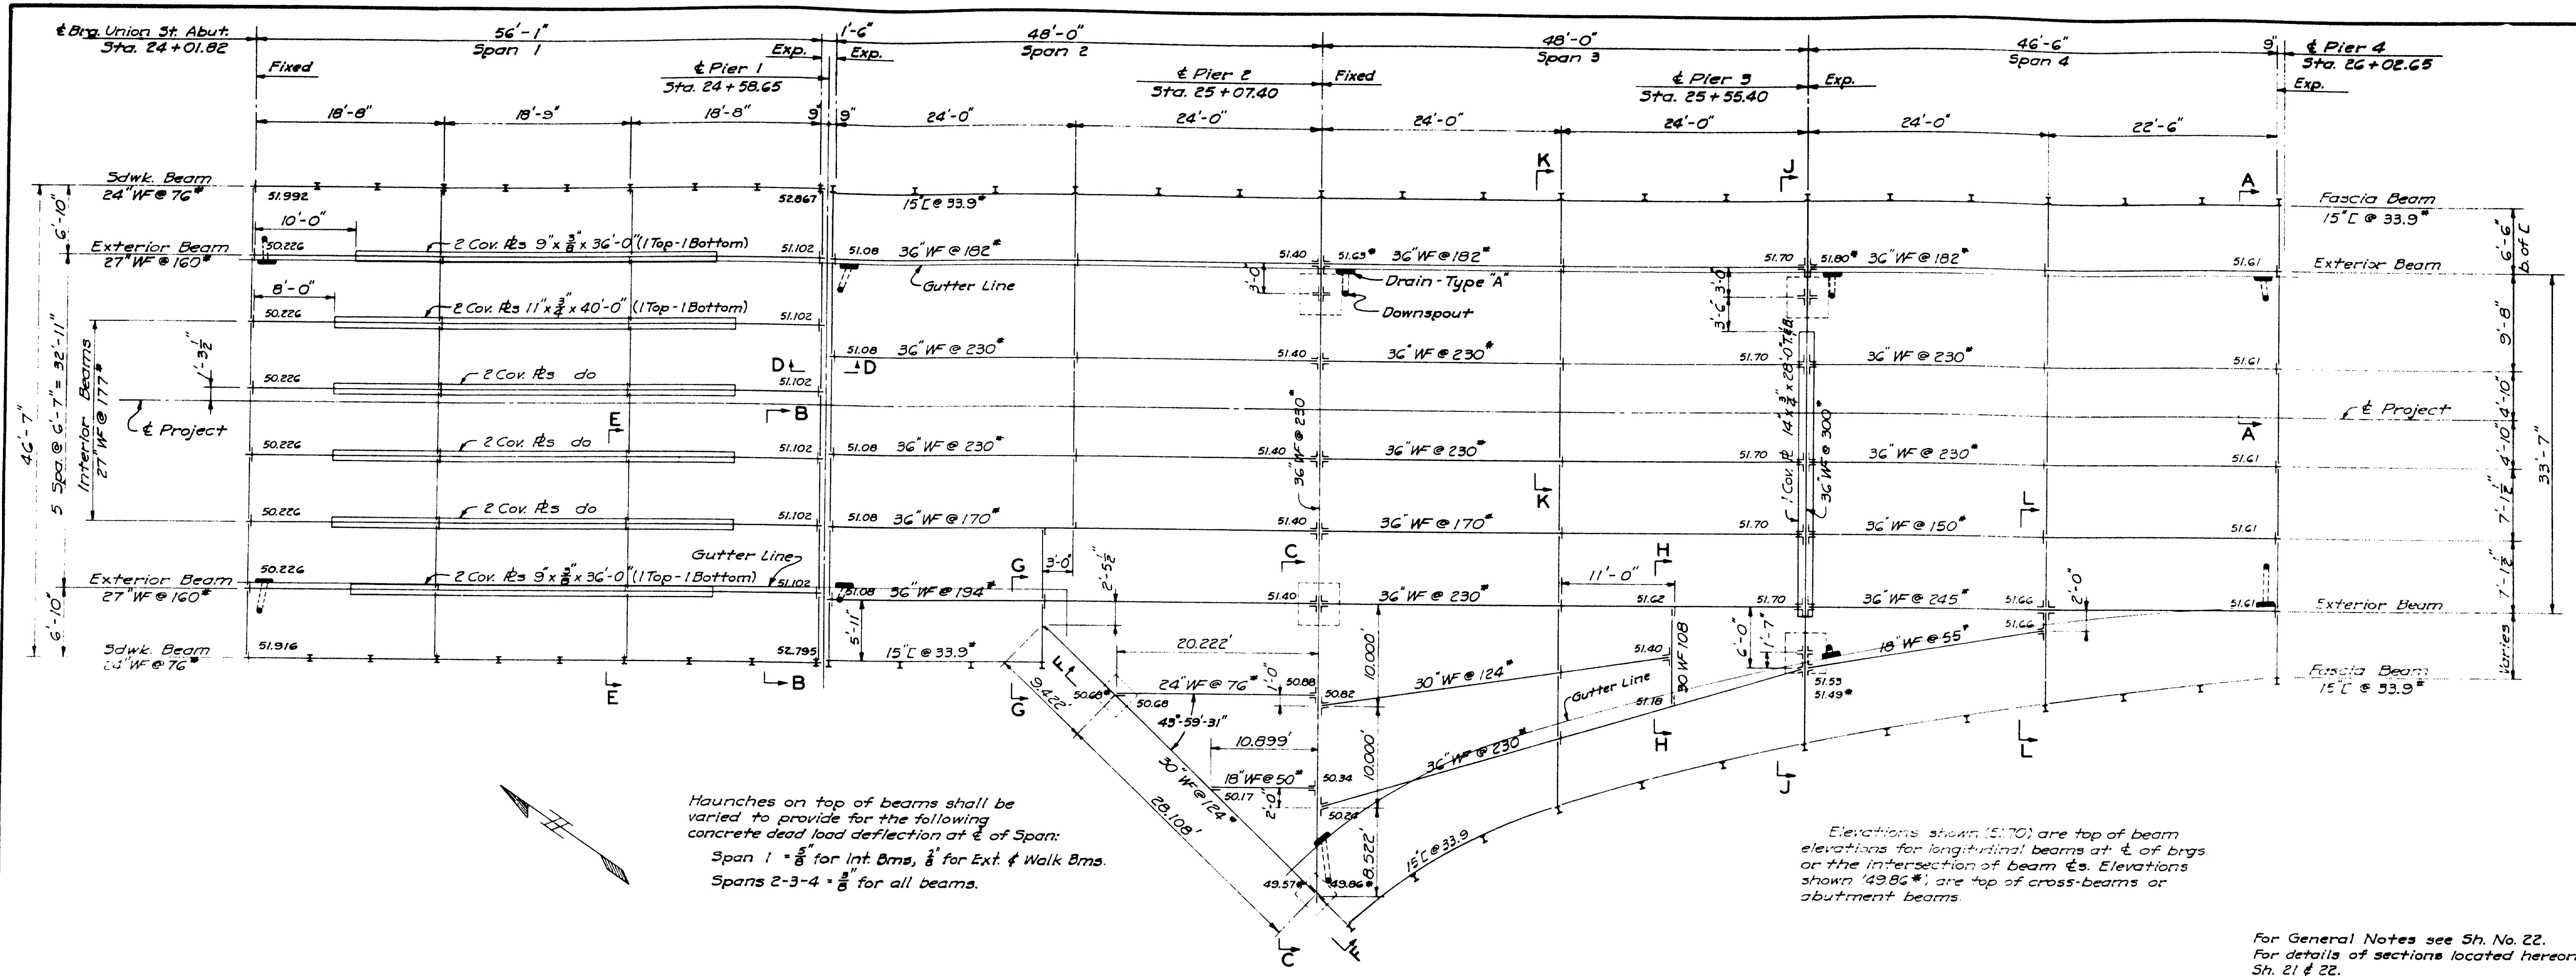 ℄ Brg. Union St. Abut.
Sta. 24+01.82
56'-1"
Span 1
1'-6"
48'-0"
Span 2
48'-0"
Span 3
46'-6"
Span 4
9"
℄ Pier 4
Sta. 26+02.65
Fixed
Exp.
Exp.
℄ Pier 1
Sta. 24+58.65
℄ Pier 2
Sta. 25+07.40
Fixed
℄ Pier 3
Sta. 25+55.40
Exp.
Exp.
18'-8"
18'-9"
18'-8"
9"
9"
24'-0"
24'-0"
24'-0"
24'-0"
24'-0"
22'-6"
K
J
A
Sdwk. Beam
24"WF@76#
51.992
52.867
15"[@33.9#
Fascia Beam
15"[@33.9#
10'-0"
6'-10"
6'-6"
b. of [
Exterior Beam
27"WF@160#
50.226
2 Cov. ℞s 9"x 3/8"x 36'-0"(1 Top-1 Bottom)
51.102
51.08
36"WF@182#
51.40
51.63*
36"WF@182#
51.70
51.80*
36"WF@182#
51.61
Exterior Beam
Gutter Line
3'-0"
Drain-Type "A"
Downspout
3'-0"
3'-6"
8'-0"
50.226
2 Cov. ℞s 11"x 3/4"x 40'-0"(1 Top-1 Bottom)
51.102
9'-8"
51.08
36"WF@230#
51.40
36"WF@230#
51.70
36"WF@230#
51.61
D
D
1'-3 1/2"
50.226
2 Cov. ℞s do
51.102
4'-10"
46'-7"
5 Spa. @ 6'-7" = 32'-11"
Interior Beams
27"WF@177#
℄ Project
E
B
36"WF@230#
1 Cov. ℞ 14"x 3/4"x 28'-0" T.&B.
36"WF@300#
℄ Project
A
4'-10"
33'-7"
50.226
2 Cov. ℞s do
51.102
51.08
36"WF@230#
51.40
36"WF@230#
51.70
36"WF@230#
51.61
K
L
7'-1 1/2"
50.226
2 Cov. ℞s do
51.102
51.08
36"WF@170#
51.40
36"WF@170#
51.70
36"WF@150#
51.61
Gutter Line
G
3'-0"
2'-5 1/2"
C
H
11'-0"
7'-1 1/2"
Exterior Beam
27"WF@160#
50.226
2 Cov. ℞s 9"x 3/8"x 36'-0"(1 Top-1 Bottom)
51.102
51.08
36"WF@194#
51.40
36"WF@230#
51.62
51.70
36"WF@245#
51.66
2'-0"
51.61
Exterior Beam
6'-10"
5'-11"
6'-0"
1'-7"
51.66
18"WF@55#
Varies
Sdwk. Beam
24"WF@76#
51.916
52.795
15"[@33.9#
E
B
G
F
20.222'
10.000'
51.40
30"WF@124#
30 WF 108
Fascia Beam
15"[@33.9#
9.422'
50.68*
24"WF@76#
50.68
1'-0"
50.88
50.82
Gutter Line
51.18
51.53
51.49*
43°-59'-31"
10.899'
10.000'
H
L
36"WF@230#
18"WF@50#
50.34
50.17
2'-0"
50.24
J
30"WF@124#
28.108'
8.522'
15"[@33.9
49.57*
49.86*
C
F
Haunches on top of beams shall be
varied to provide for the following
concrete dead load deflection at ℄ of Span:
Span 1 = 5/8" for Int. Bms, for Ext. & Walk Bms.
Spans 2-3-4 = 3/8" for all beams.
Elevations shown (51.70) are top of beam
elevations for longitudinal beams at ℄ of brgs.
or the intersection of beam ℄s. Elevations
shown (49.86*) are top of cross-beams or
abutment beams.
For General Notes see Sh. No. 22.
For details of sections located hereon
Sh. 21 & 22.